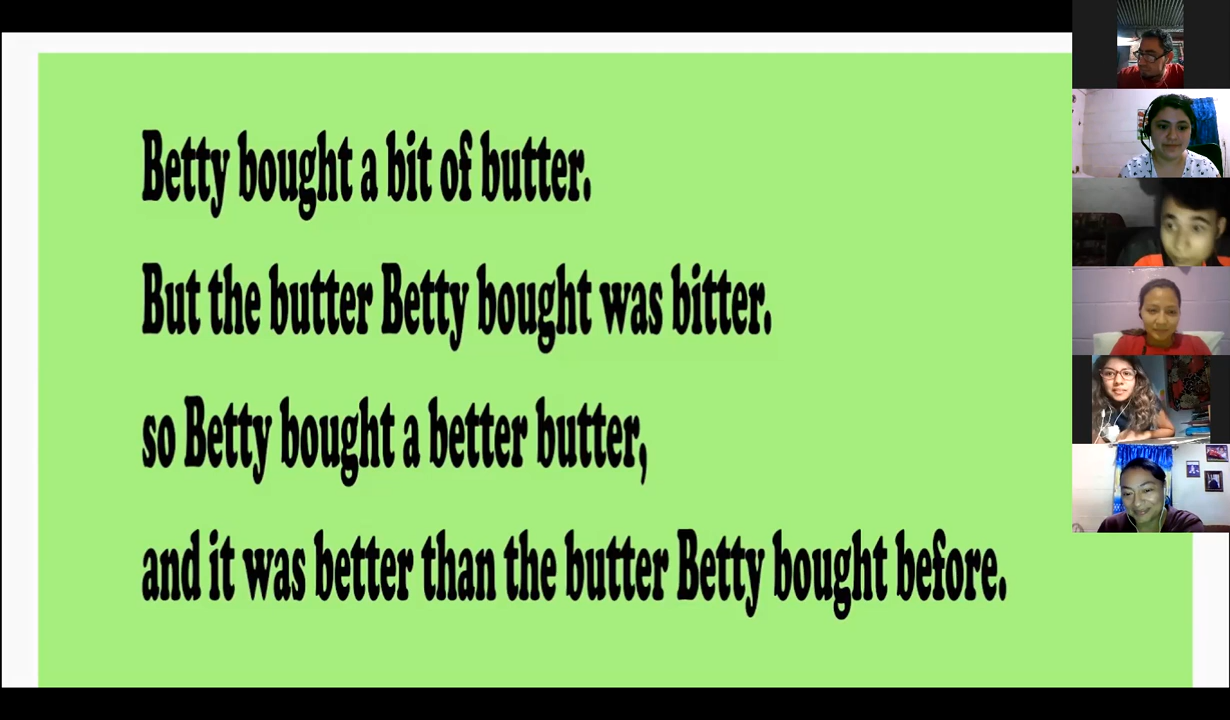 Betty bought a bit of butter.
But the butter Betty bought was bitter.
so Betty bought a better butter,
and it was better than the butter Betty bought before.